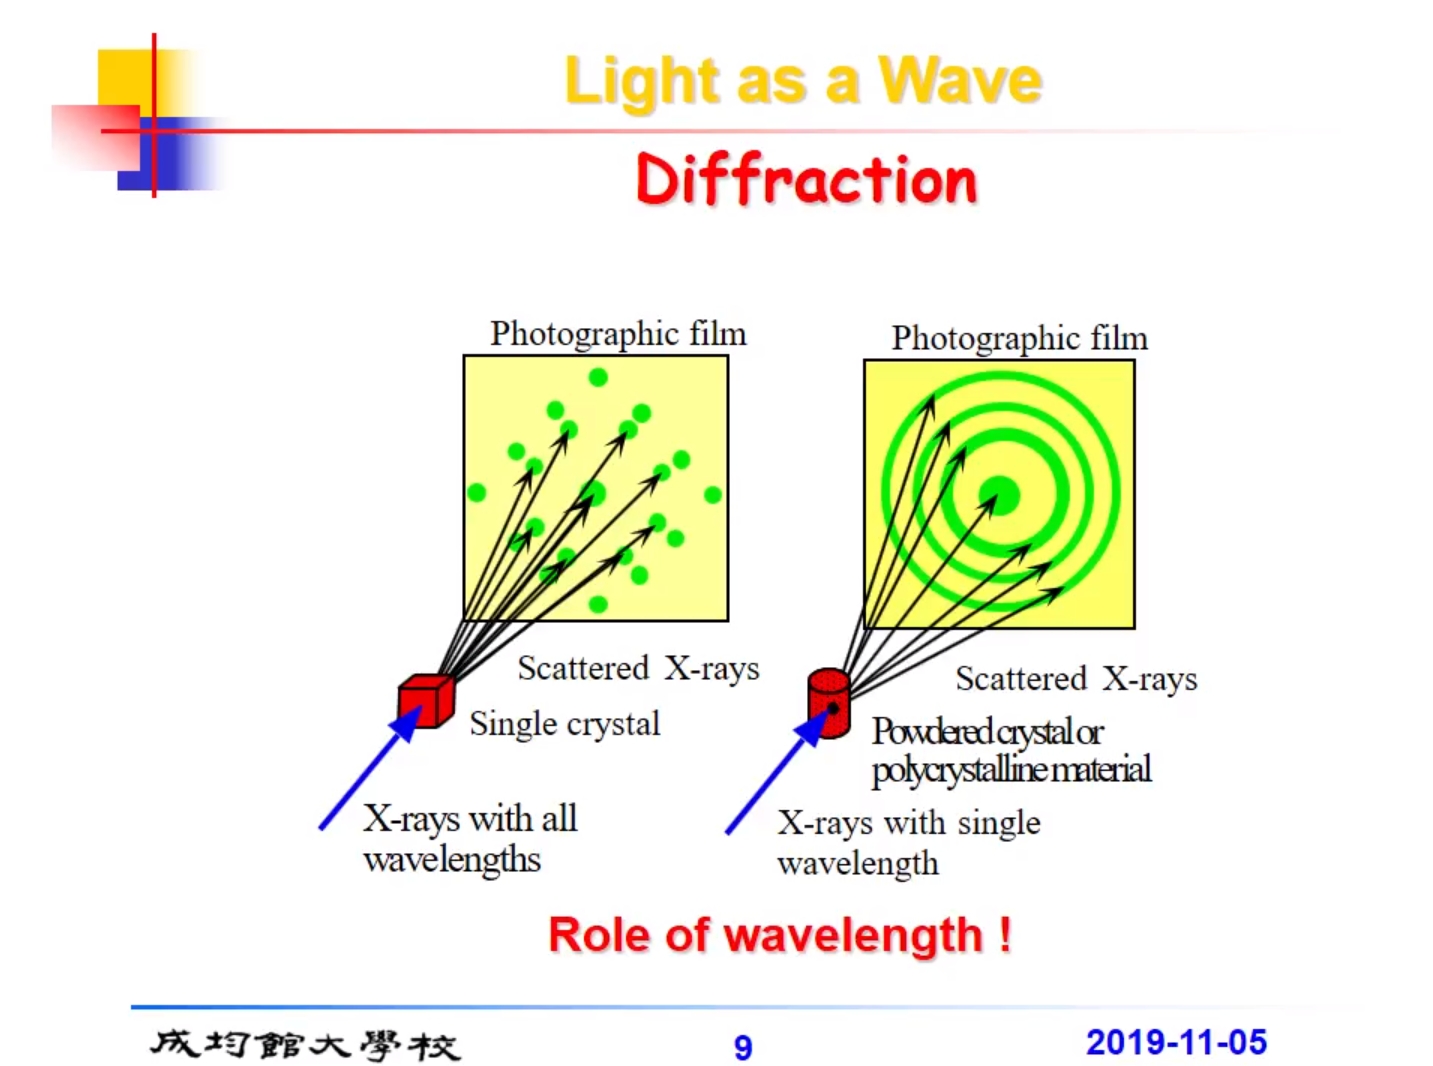 Light as a Wave
Diffraction
Photographic film
Photographic film
Scattered X-rays
Single crystal
X-rays with all
wavelengths
Scattered X-rays
Powdered crystal or
polycrystalline material
X-rays with single
wavelength
Role of wavelength !
成均館大學校
9
2019-11-05